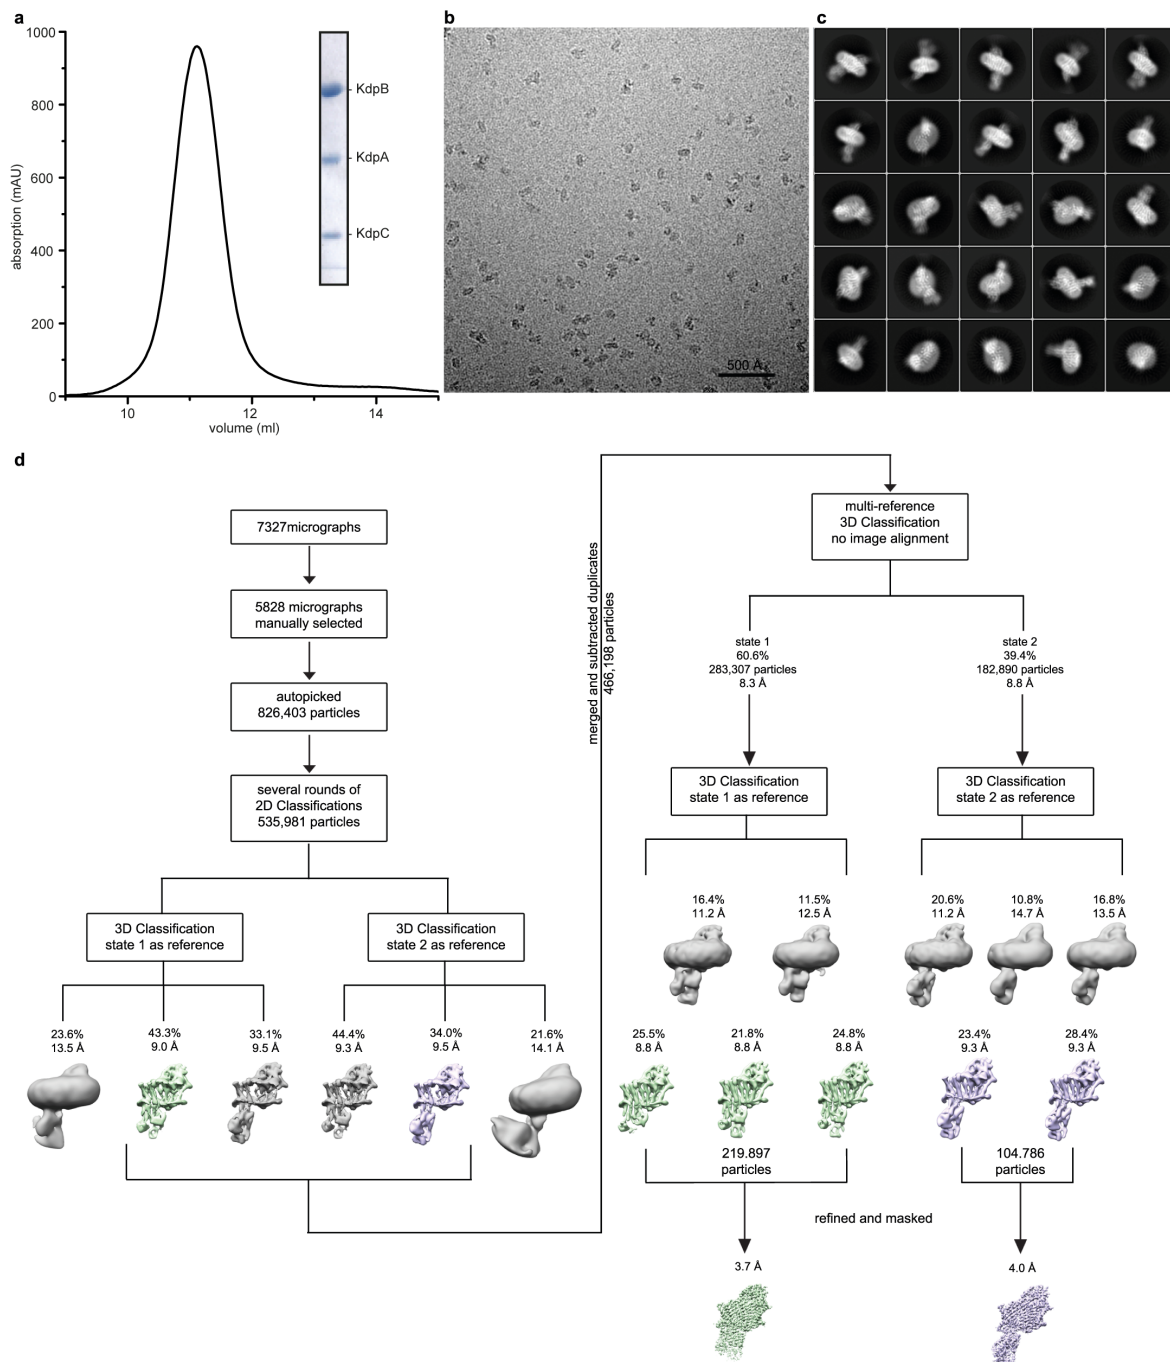 a
1000
800
600
400
200
0
absorption (mAU)
10
12
14
volume (ml)
KdpB
KdpA
KdpC
b
500 Å
c
d
7327micrographs
5828 micrographs
manually selected
autopicked
826,403 particles
several rounds of
2D Classifications
535,981 particles
3D Classification
state 1 as reference
3D Classification
state 2 as reference
23.6%
13.5 Å
43.3%
9.0 Å
33.1%
9.5 Å
44.4%
9.3 Å
34.0%
9.5 Å
21.6%
14.1 Å
merged and subtracted duplicates
466,198 particles
multi-reference
3D Classification
no image alignment
state 1
60.6%
283,307 particles
8.3 Å
state 2
39.4%
182,890 particles
8.8 Å
3D Classification
state 1 as reference
3D Classification
state 2 as reference
16.4%
11.2 Å
11.5%
12.5 Å
20.6%
11.2 Å
10.8%
14.7 Å
16.8%
13.5 Å
25.5%
8.8 Å
21.8%
8.8 Å
24.8%
8.8 Å
23.4%
9.3 Å
28.4%
9.3 Å
219.897
particles
104.786
particles
refined and masked
3.7 Å
4.0 Å